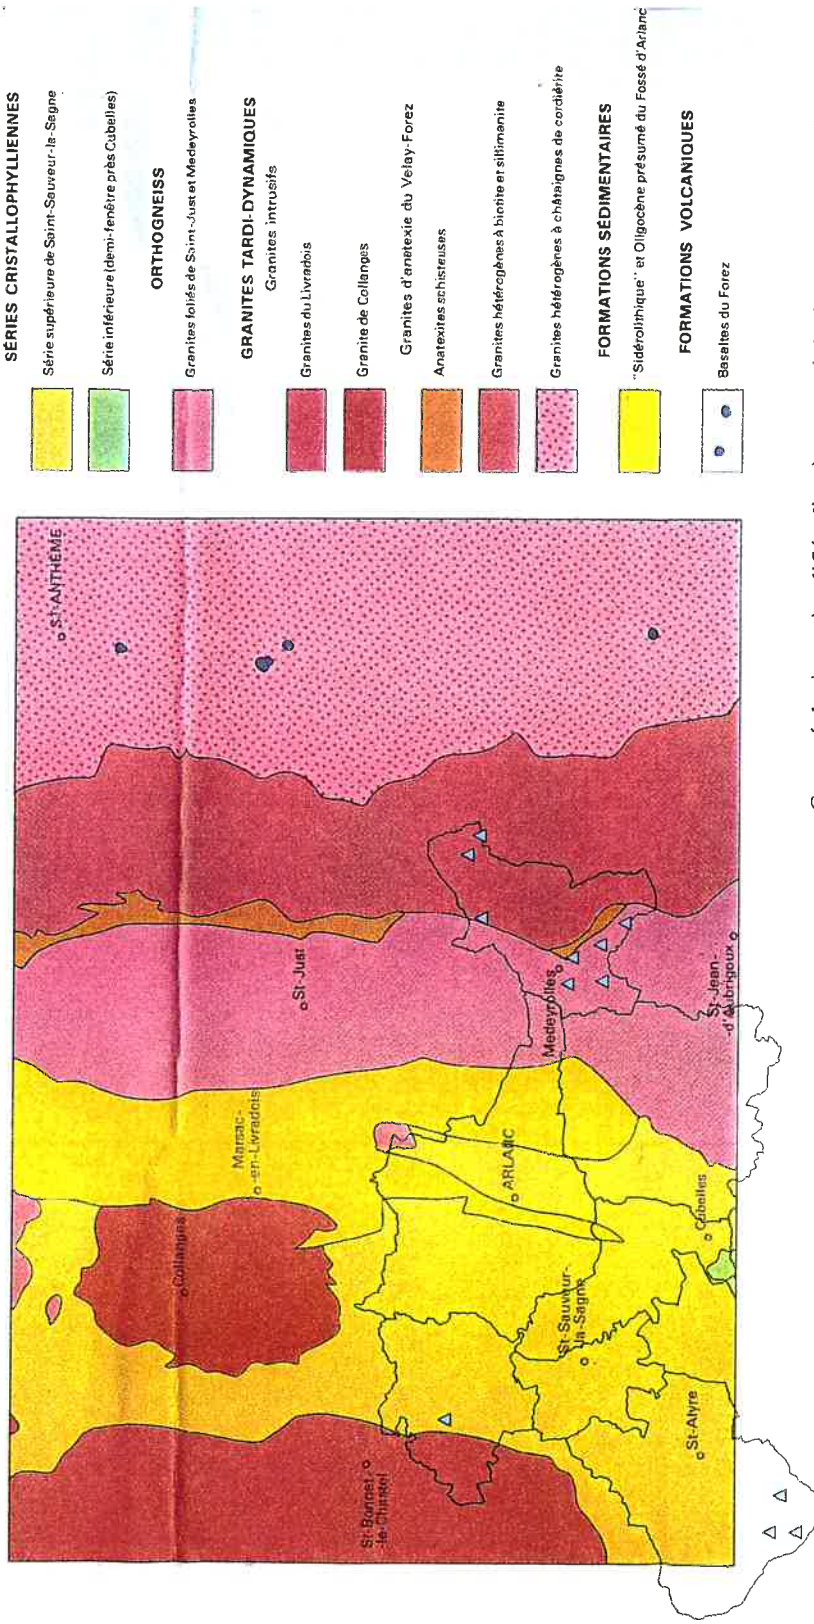 SÉRIES CRISTALLOPHYLLIENNES
Série supérieure de Saint-Sauveur-la-Sagne
Série inférieure (demi-fenêtre près Cubelles)
ORTHOGNEISS
Granites foliés de Saint-Just et Medeyrolles
GRANITES TARDI-DYNAMIQUES
Granites intrusifs
Granites du Livradois
Granite de Collanges
Granites d'anatexie du Velay-Forez
Anatexites schisteuses
Granites hétérogènes à biotite et sillimanite
Granites hétérogènes à châtaignes de cordiérite
FORMATIONS SÉDIMENTAIRES
"Sidérolithique" et Oligocène présumé du Fossé d'Arlanc
FORMATIONS VOLCANIQUES
Basaltes du Forez
St-ANTHÈME
St-Just
Marsac-
-en-Livradois
Collanges
St-Bonnet
-le-Chastel
Medeyrolles
ARLANC
St-Sauveur-
-la-Sagne
St-Jean-
-d'Aubrigoux
Cubelles
St-Alyre